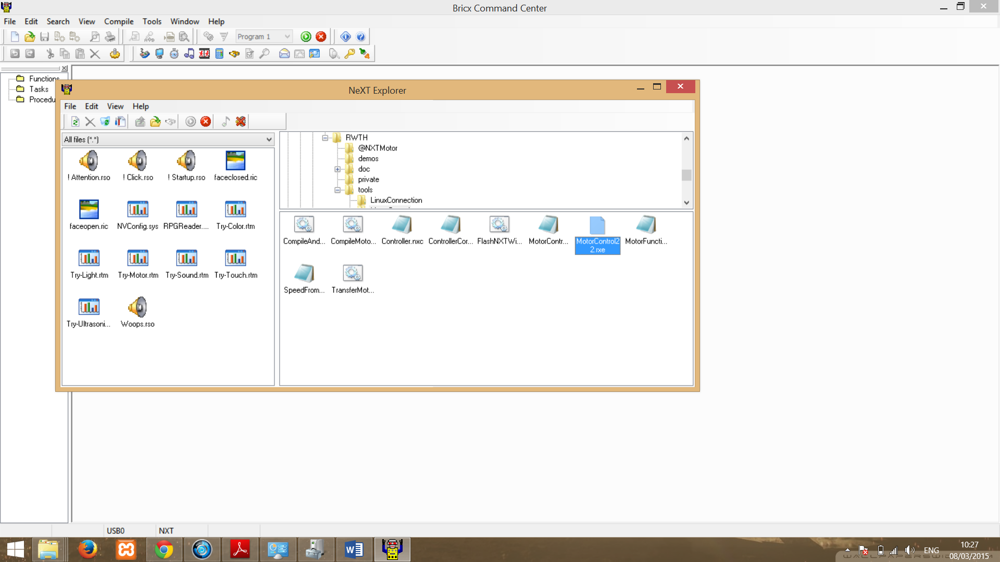 Bricx Command Center
File Edit Search View Compile Tools Window Help
Program 1
Functions
Tasks
Procedu
NeXT Explorer
File Edit View Help
All files (*.*)
! Attention.rso ! Click.rso ! Startup.rso faceclosed.ric
faceopen.ric NVConfig.sys RPGReader.... Try-Color.rtm
Try-Light.rtm Try-Motor.rtm Try-Sound.rtm Try-Touch.rtm
Try-Ultrasoni... Woops.rso
RWTH
@NXTMotor
demos
doc
private
tools
LinuxConnection
CompileAnd... CompileMoto... Controller.nxc ControllerCor... FlashNXTWi... MotorContr... MotorControl2
2.rxe MotorFuncti...
SpeedFrom... TransferMot...
USB0 NXT
ENG
10:27
08/03/2015